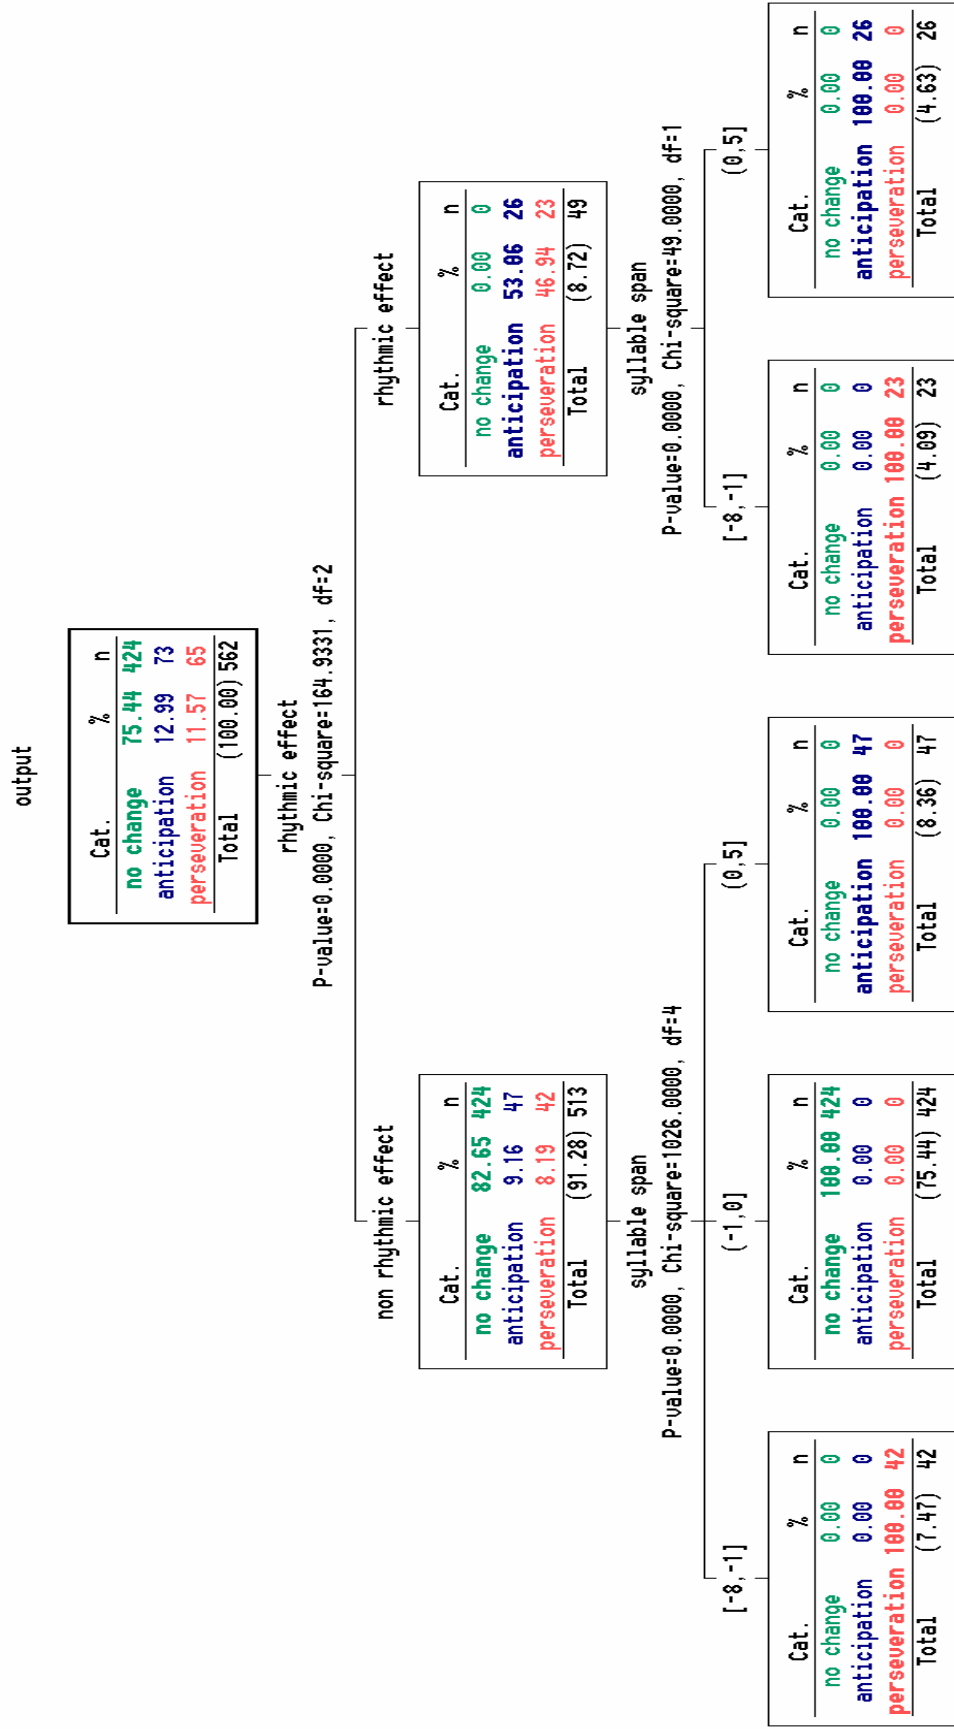 output
Cat. % n
no change 75.44 424
anticipation 12.99 73
perseveration 11.57 65
Total (100.00) 562
rhythmic effect
P-value=0.0000, Chi-square=164.9331, df=2
non rhythmic effect
Cat. % n
no change 82.65 424
anticipation 9.16 47
perseveration 8.19 42
Total (91.28) 513
syllable span
P-value=0.0000, Chi-square=1026.0000, df=4
rhythmic effect
Cat. % n
no change 0.00 0
anticipation 53.06 26
perseveration 46.94 23
Total (8.72) 49
syllable span
P-value=0.0000, Chi-square=49.0000, df=1
[-8,-1]
Cat. % n
no change 0.00 0
anticipation 0.00 0
perseveration 100.00 42
Total (7.47) 42
(-1,0]
Cat. % n
no change 100.00 424
anticipation 0.00 0
perseveration 0.00 0
Total (75.44) 424
(0,5]
Cat. % n
no change 0.00 0
anticipation 100.00 47
perseveration 0.00 0
Total (8.36) 47
[-8,-1]
Cat. % n
no change 0.00 0
anticipation 0.00 0
perseveration 100.00 23
Total (4.09) 23
(0,5]
Cat. % n
no change 0.00 0
anticipation 100.00 26
perseveration 0.00 0
Total (4.63) 26